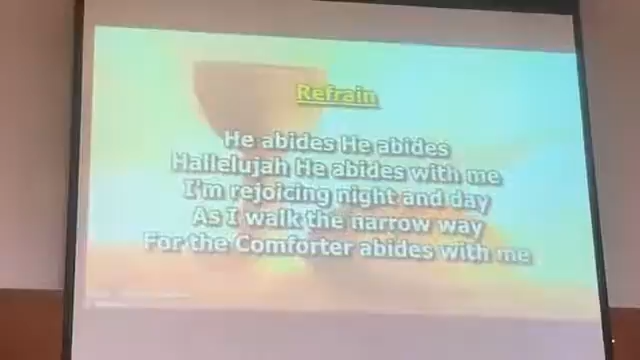 Refrain
He abides He abides
Hallelujah He abides with me
I'm rejoicing night and day
As I walk the narrow way
For the Comforter abides with me